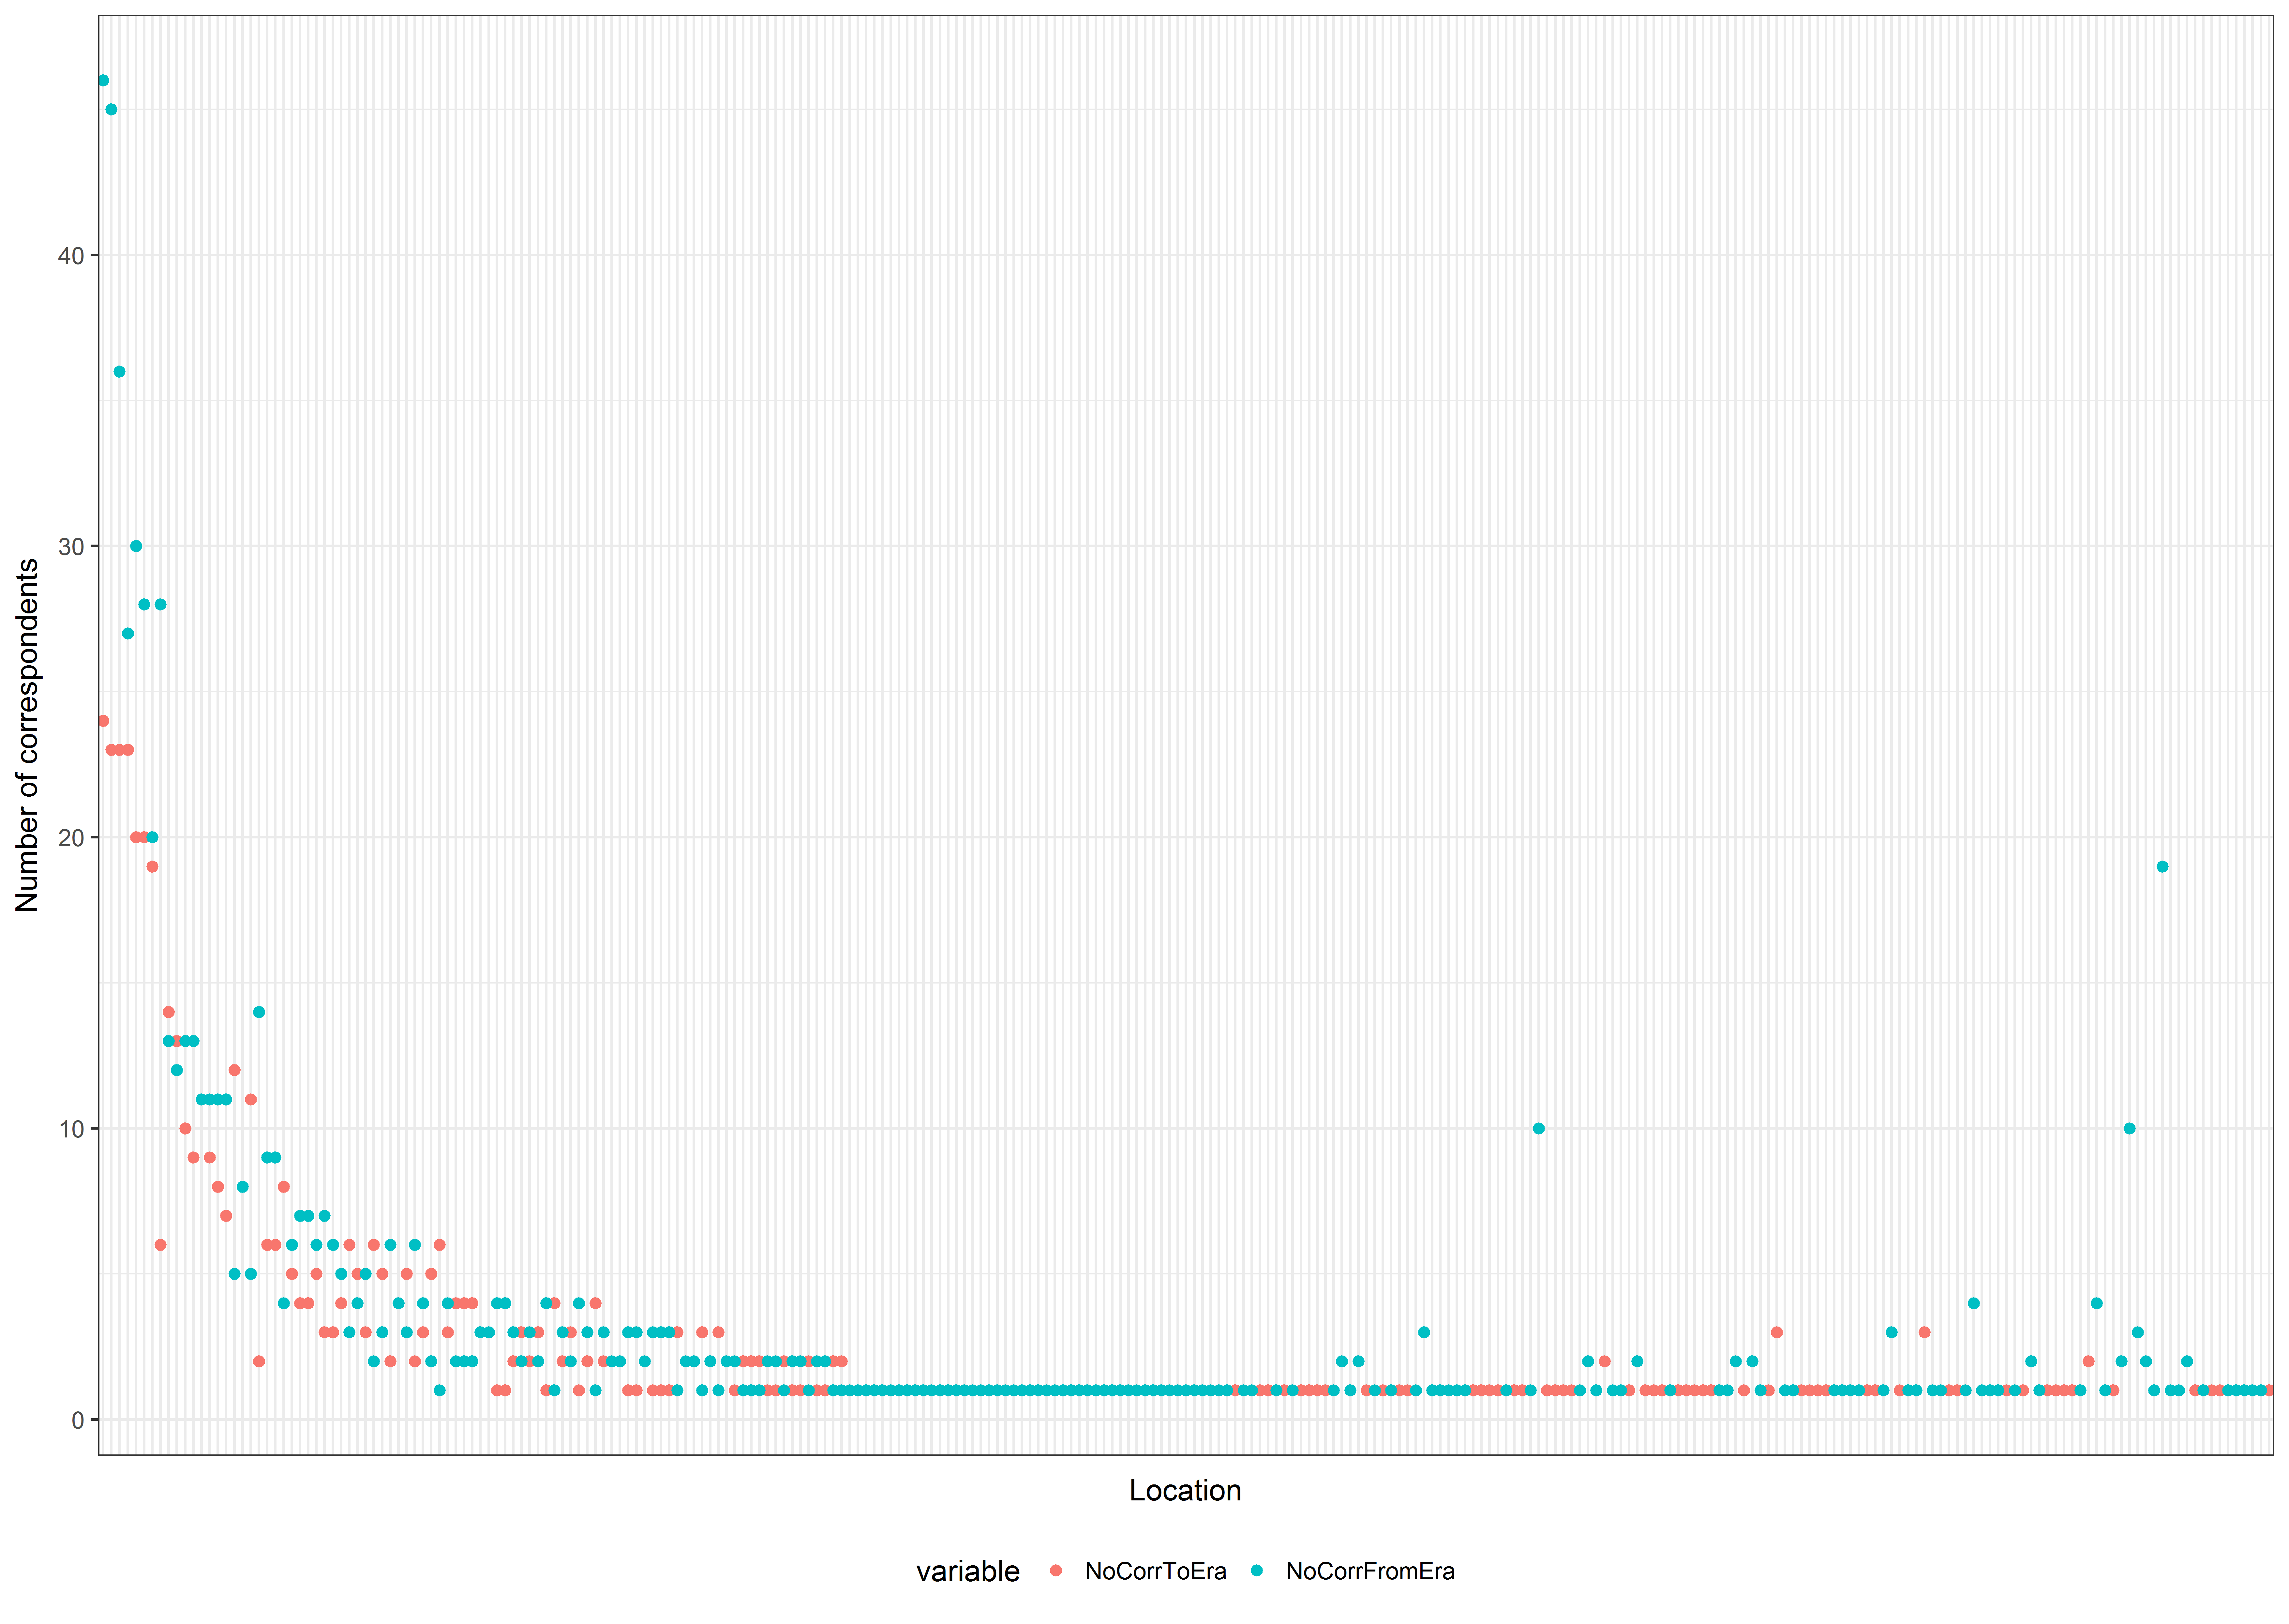 Number of correspondents
40
30
20
10
0
Location
variable NoCorrToEra NoCorrFromEra